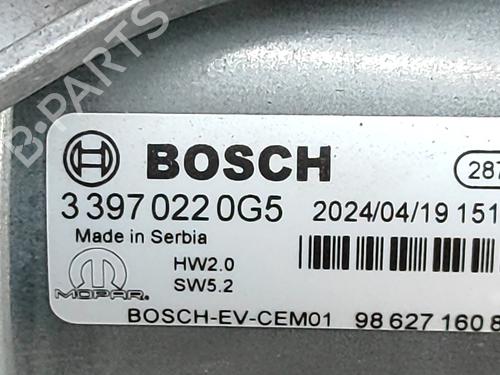 B-PARTS
BOSCH
287
3 397 022 0G5 2024/04/19 151
Made in Serbia
HW2.0
SW5.2
MOPAR
BOSCH-EV-CEM01 98 627 160 8